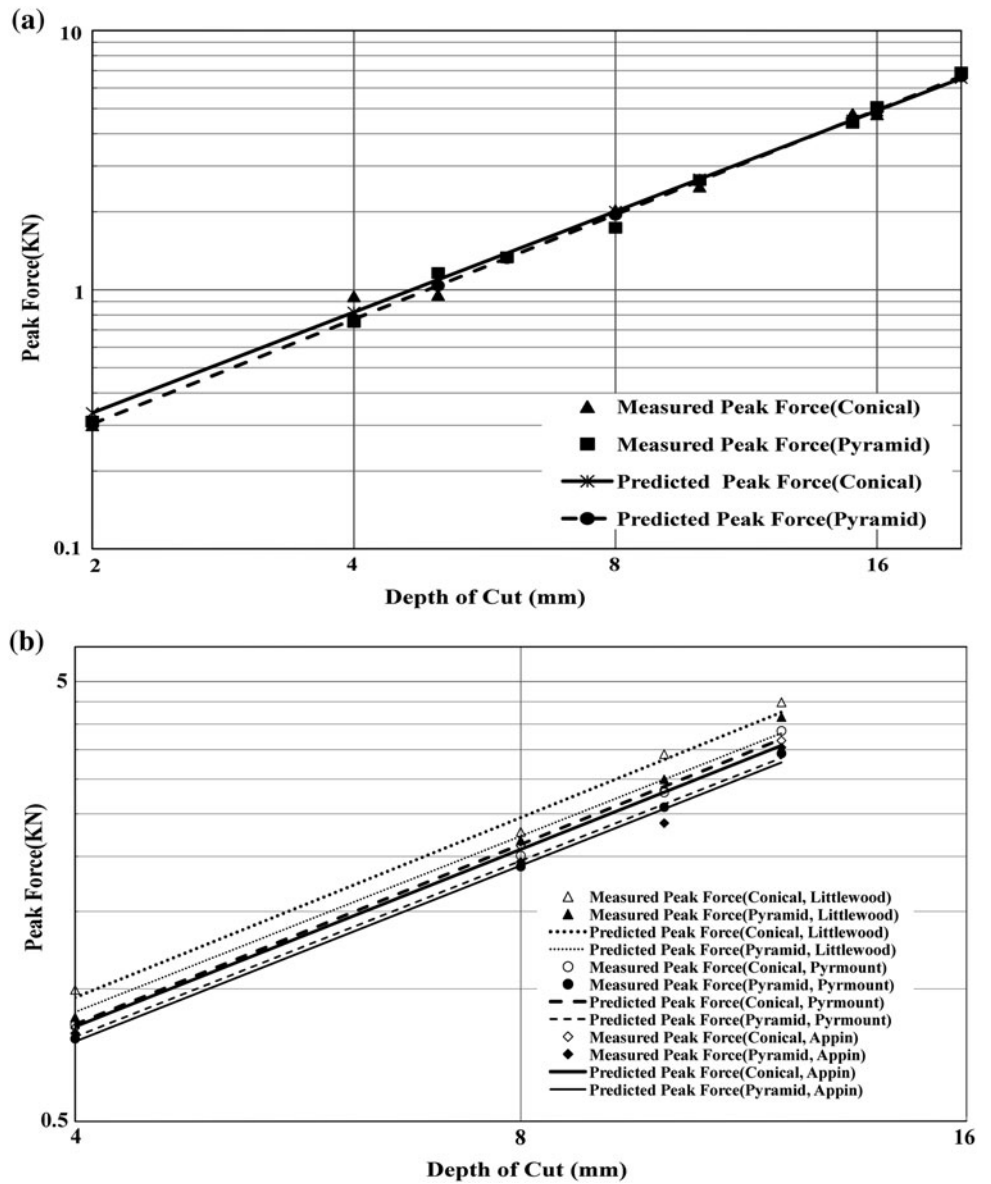 (a)
10
1
0.1
Peak Force(KN)
2 4 8 16
Depth of Cut (mm)
Measured Peak Force(Conical)
Measured Peak Force(Pyramid)
Predicted Peak Force(Conical)
Predicted Peak Force(Pyramid)
(b)
5
0.5
Peak Force(KN)
4 8 16
Depth of Cut (mm)
Measured Peak Force(Conical, Littlewood)
Measured Peak Force(Pyramid, Littlewood)
Predicted Peak Force(Conical, Littlewood)
Predicted Peak Force(Pyramid, Littlewood)
Measured Peak Force(Conical, Pyrmount)
Measured Peak Force(Pyramid, Pyrmount)
Predicted Peak Force(Conical, Pyrmount)
Predicted Peak Force(Pyramid, Pyrmount)
Measured Peak Force(Conical, Appin)
Measured Peak Force(Pyramid, Appin)
Predicted Peak Force(Conical, Appin)
Predicted Peak Force(Pyramid, Appin)